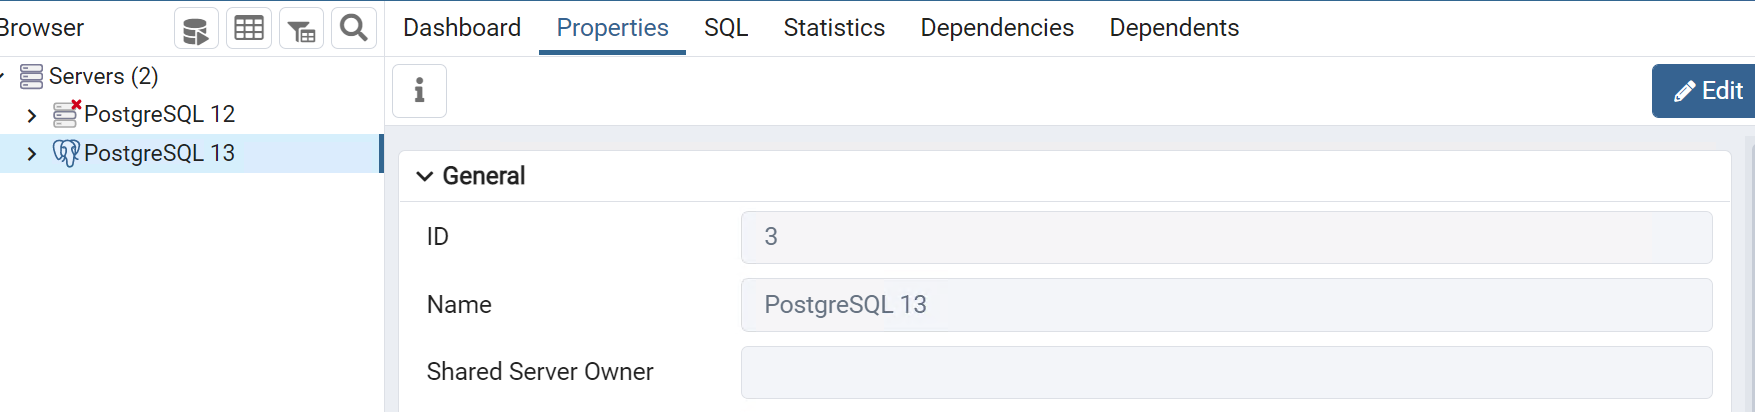 Browser
Dashboard Properties SQL Statistics Dependencies Dependents
Servers (2)
PostgreSQL 12
PostgreSQL 13
i
Edit
General
ID 3
Name PostgreSQL 13
Shared Server Owner